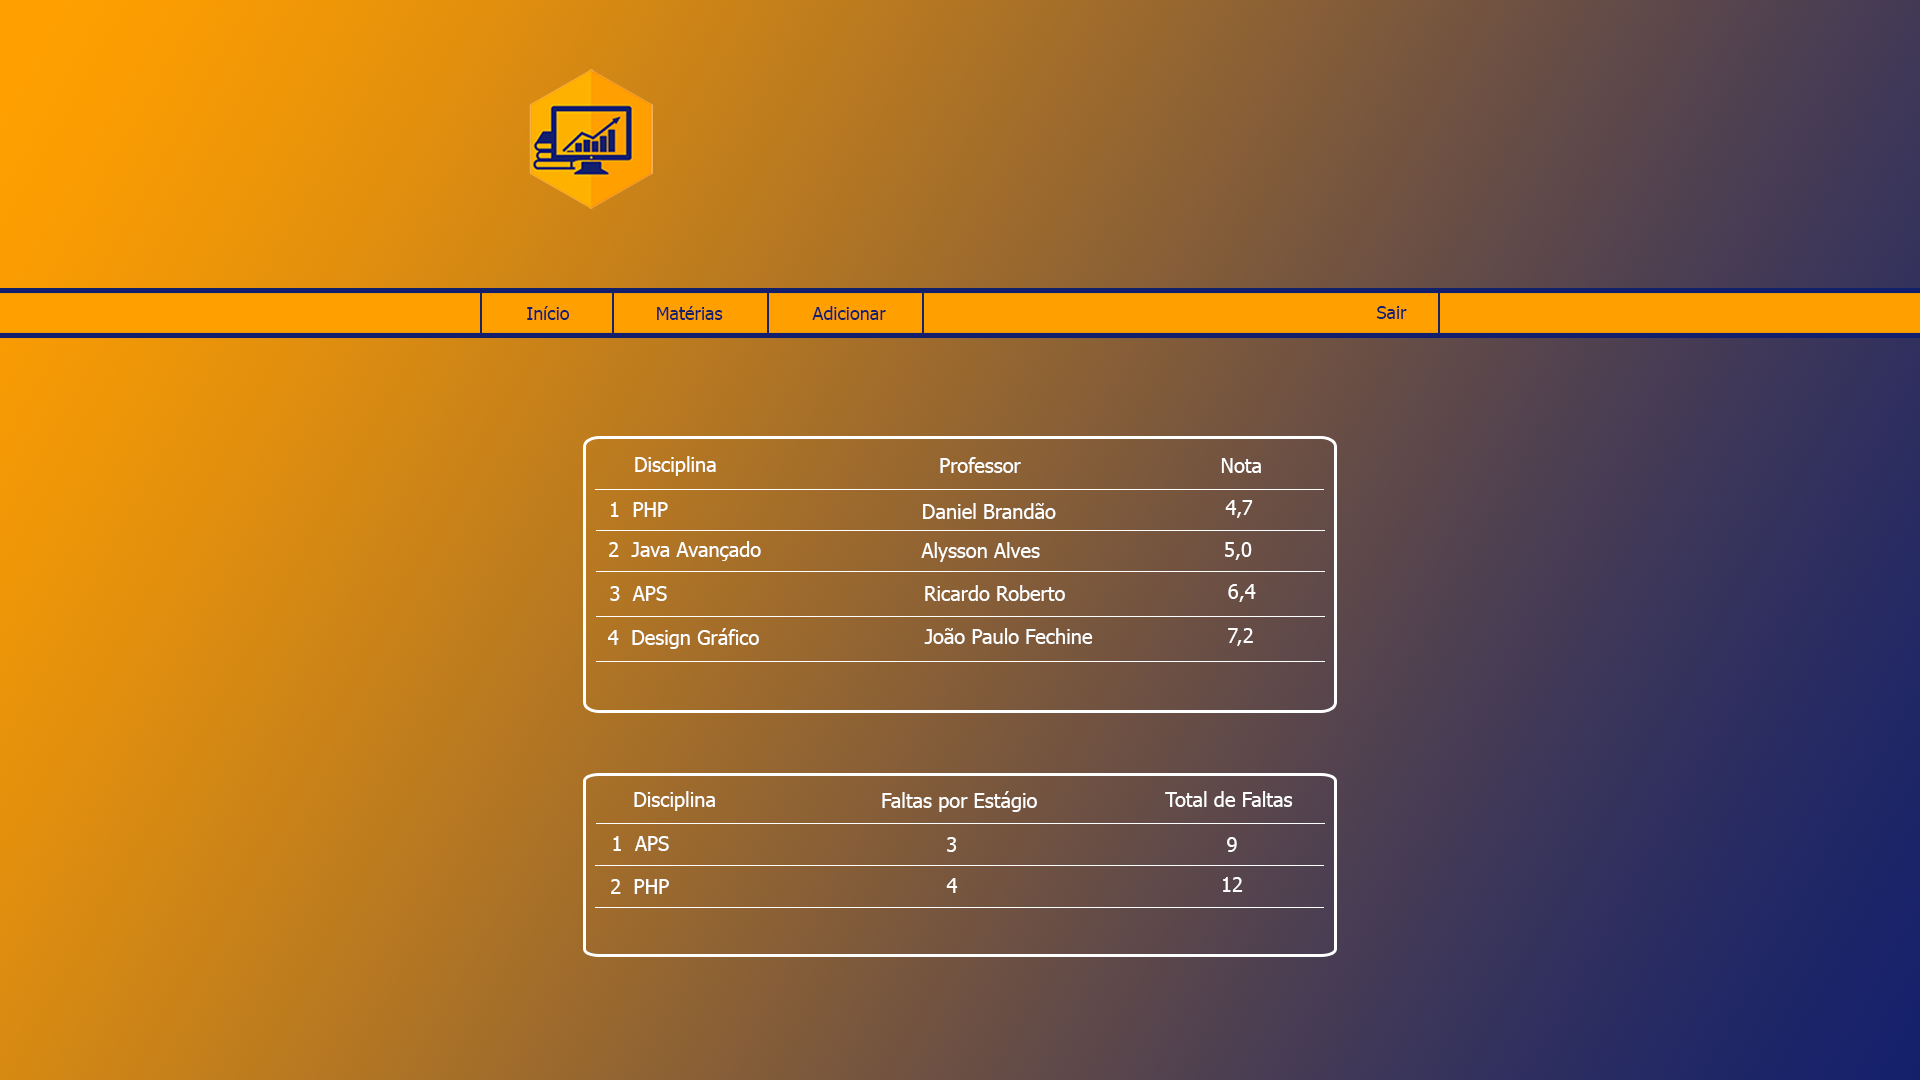 Início Matérias Adicionar Sair
Disciplina Professor Nota
1 PHP Daniel Brandão 4,7
2 Java Avançado Alysson Alves 5,0
3 APS Ricardo Roberto 6,4
4 Design Gráfico João Paulo Fechine 7,2
Disciplina Faltas por Estágio Total de Faltas
1 APS 3 9
2 PHP 4 12